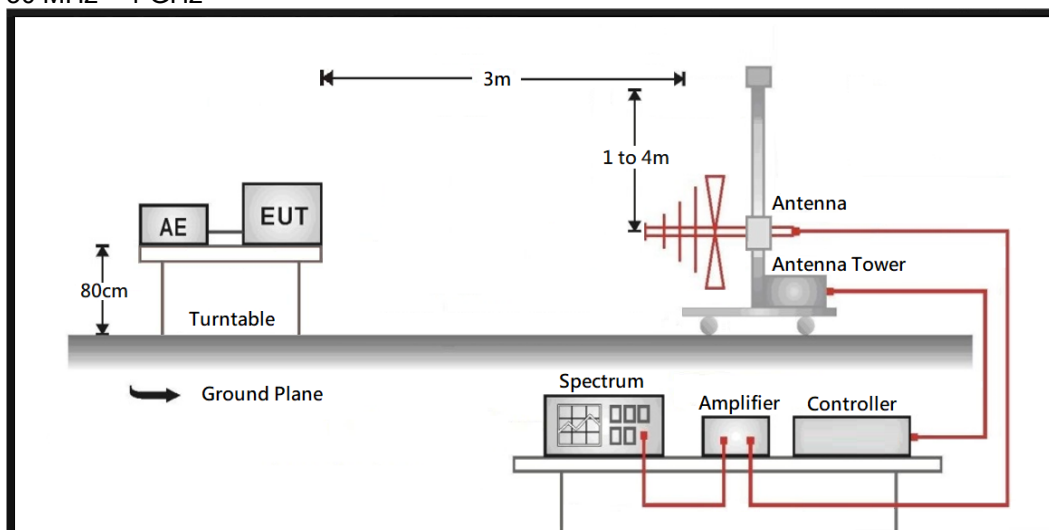 3m
1 to 4m
Antenna
AE
EUT
Antenna Tower
80cm
Turntable
Ground Plane
Spectrum
Amplifier
Controller